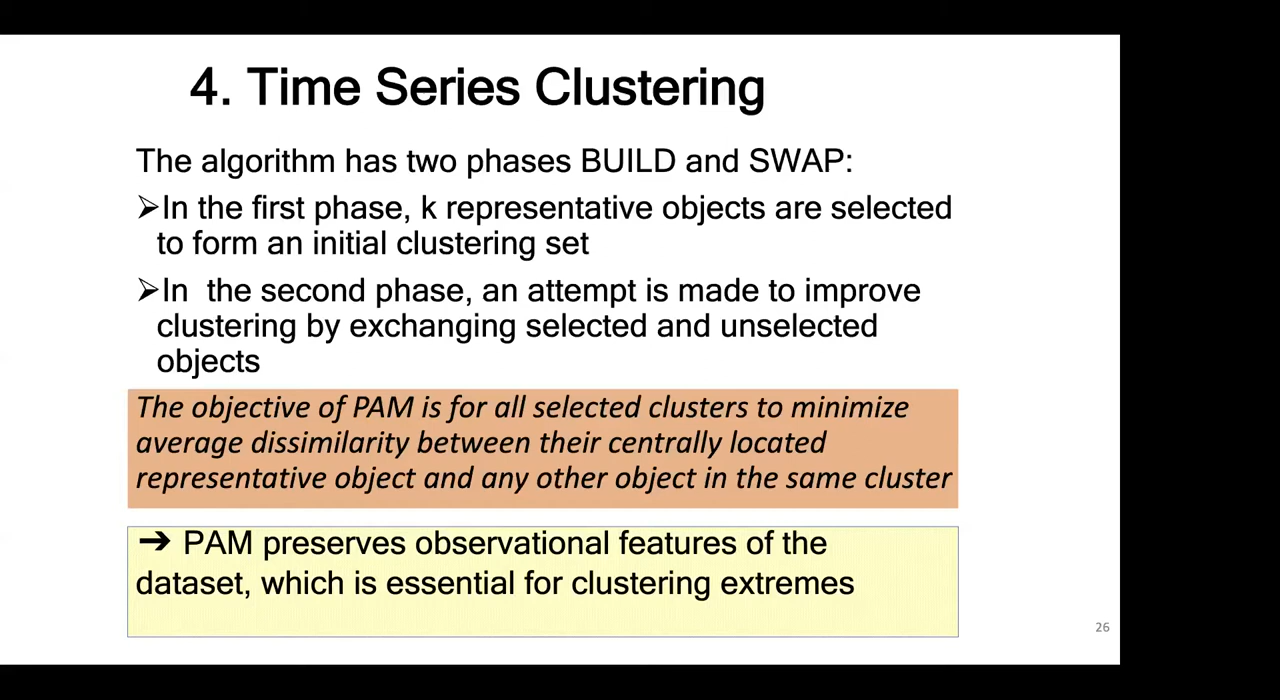 4. Time Series Clustering
The algorithm has two phases BUILD and SWAP:
➢In the first phase, k representative objects are selected
to form an initial clustering set
➢In  the second phase, an attempt is made to improve
clustering by exchanging selected and unselected
objects
The objective of PAM is for all selected clusters to minimize
average dissimilarity between their centrally located
representative object and any other object in the same cluster
➔ PAM preserves observational features of the
dataset, which is essential for clustering extremes
26